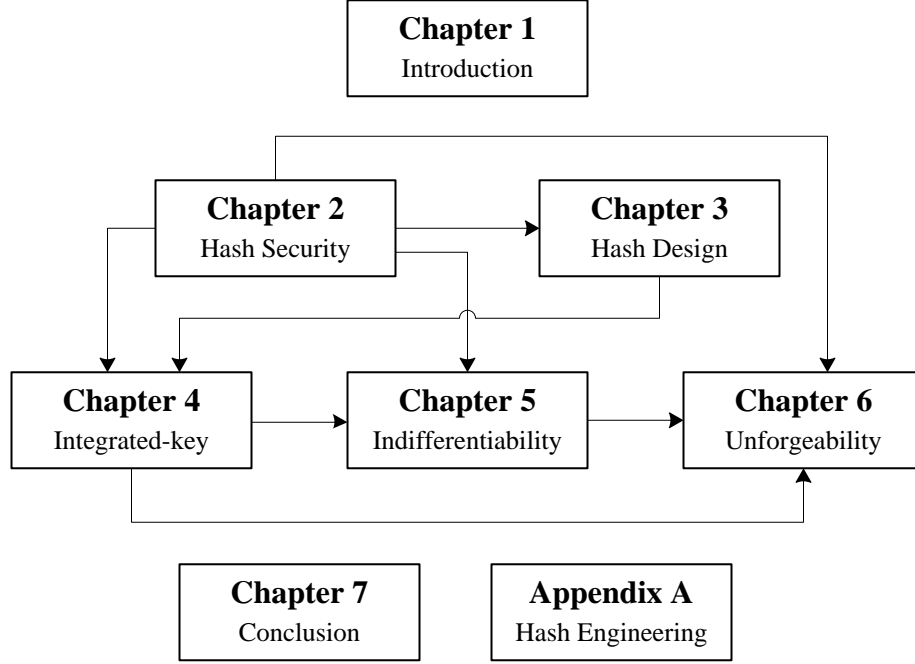 Chapter 1
Introduction
Chapter 2
Hash Security
Chapter 3
Hash Design
Chapter 4
Integrated-key
Chapter 5
Indifferentiability
Chapter 6
Unforgeability
Chapter 7
Conclusion
Appendix A
Hash Engineering